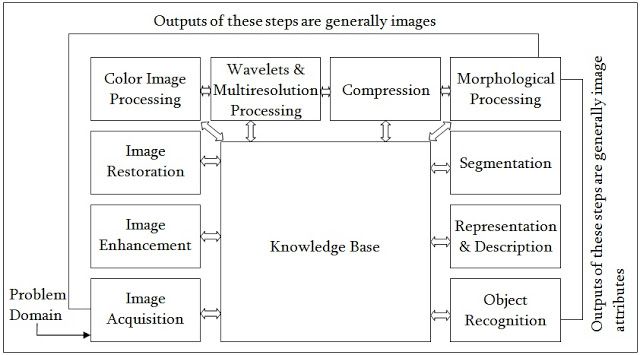 Outputs of these steps are generally images
Color Image
Processing
Wavelets &
Multiresolution
Processing
Compression
Morphological
Processing
Image
Restoration
Segmentation
Image
Enhancement
Knowledge Base
Representation
& Description
Problem
Domain
Image
Acquisition
Object
Recognition
Outputs of these steps are generally image
attributes